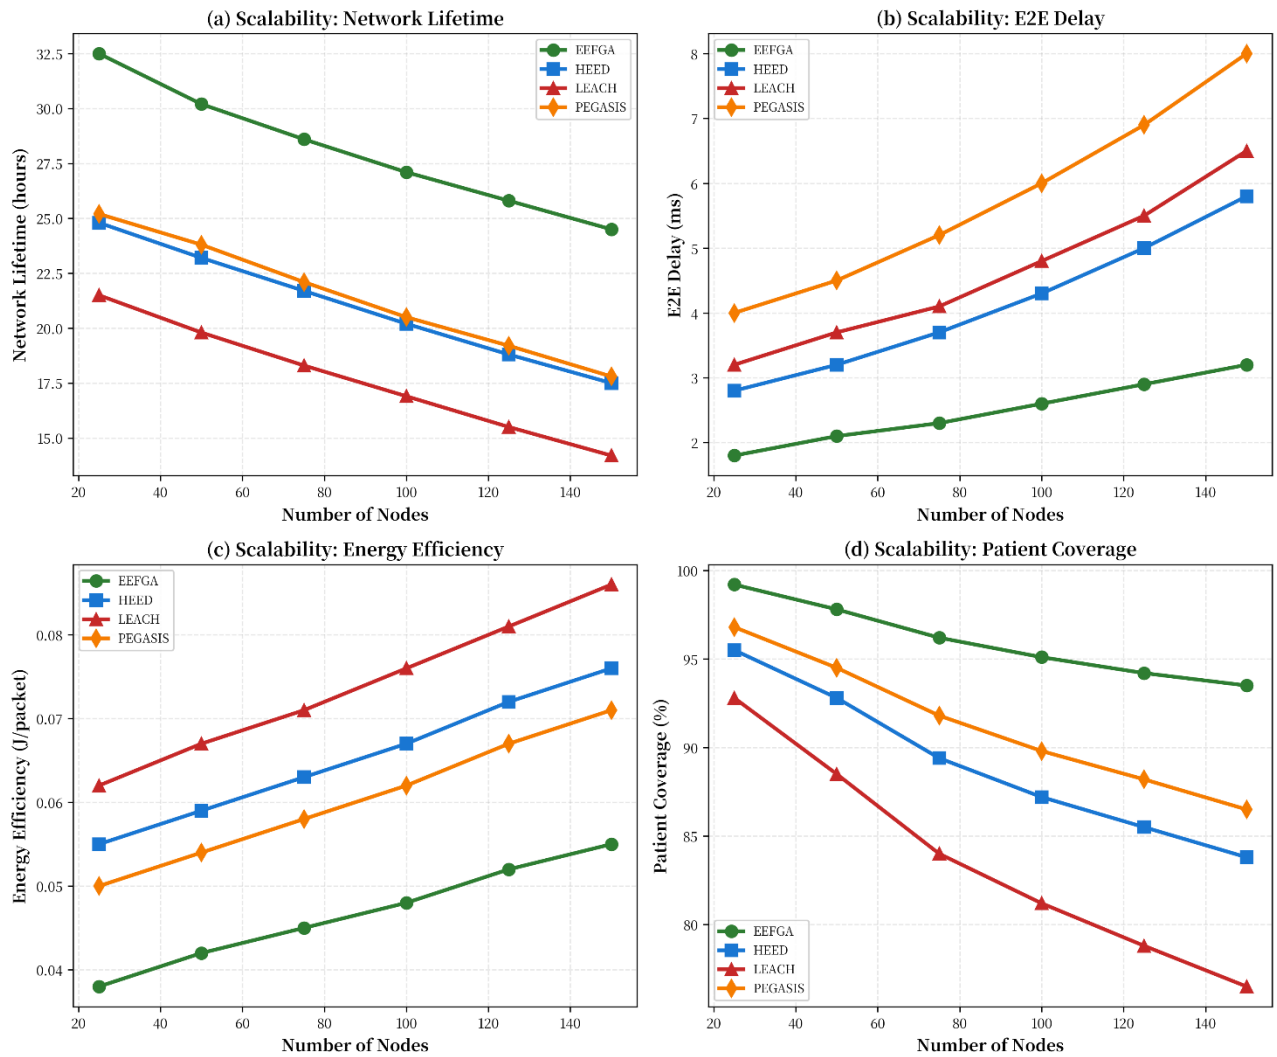 (a) Scalability: Network Lifetime
Network Lifetime (hours)
32.5
30.0
27.5
25.0
22.5
20.0
17.5
15.0
EEFGA
HEED
LEACH
PEGASIS
20 40 60 80 100 120 140
Number of Nodes
(b) Scalability: E2E Delay
E2E Delay (ms)
8
7
6
5
4
3
2
EEFGA
HEED
LEACH
PEGASIS
20 40 60 80 100 120 140
Number of Nodes
(c) Scalability: Energy Efficiency
Energy Efficiency (J/packet)
0.08
0.07
0.06
0.05
0.04
EEFGA
HEED
LEACH
PEGASIS
20 40 60 80 100 120 140
Number of Nodes
(d) Scalability: Patient Coverage
Patient Coverage (%)
100
95
90
85
80
EEFGA
HEED
LEACH
PEGASIS
20 40 60 80 100 120 140
Number of Nodes